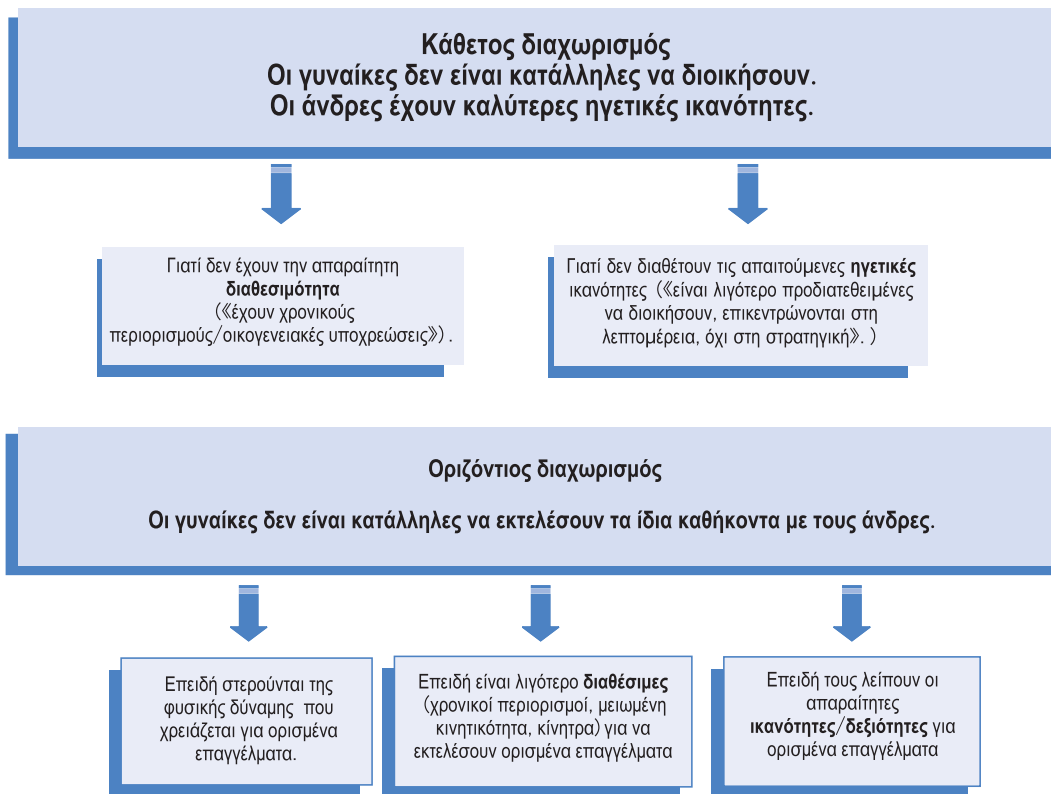 Κάθετος διαχωρισμός
Οι γυναίκες δεν είναι κατάλληλες να διοικήσουν.
Οι άνδρες έχουν καλύτερες ηγετικές ικανότητες.
Γιατί δεν έχουν την απαραίτητη
διαθεσιμότητα
(《έχουν χρονικούς
περιορισμούς/οικογενειακές υποχρεώσεις》) .
Γιατί δεν διαθέτουν τις απαιτούμενες ηγετικές
ικανότητες (《είναι λιγότερο προδιατεθειμένες
να διοικήσουν, επικεντρώνονται στη
λεπτομέρεια, όχι στη στρατηγική》. )
Οριζόντιος διαχωρισμός
Οι γυναίκες δεν είναι κατάλληλες να εκτελέσουν τα ίδια καθήκοντα με τους άνδρες.
Επειδή στερούνται της
φυσικής δύναμης που
χρειάζεται για ορισμένα
επαγγέλματα.
Επειδή είναι λιγότερο διαθέσιμες
(χρονικοί περιορισμοί, μειωμένη
κινητικότητα, κίνητρα) για να
εκτελέσουν ορισμένα επαγγέλματα
Επειδή τους λείπουν οι
απαραίτητες
ικανότητες/δεξιότητες για
ορισμένα επαγγέλματα